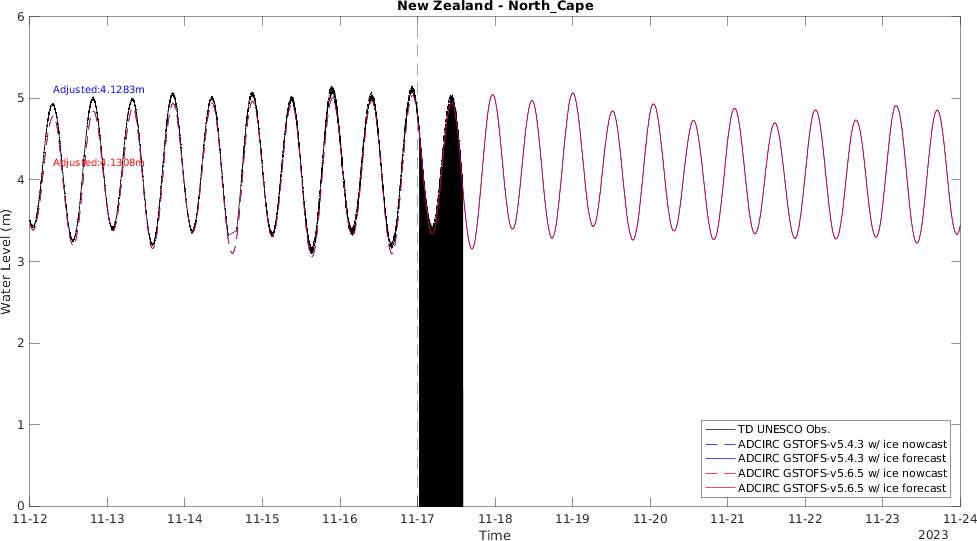 New Zealand - North_Cape
6
5
4
3
2
1
0
Water Level (m)
Adjusted:4.1283m
Adjusted:4.1308m
TD UNESCO Obs.
ADCIRC GSTOFS-v5.4.3 w/ ice nowcast
ADCIRC GSTOFS-v5.4.3 w/ ice forecast
ADCIRC GSTOFS-v5.6.5 w/ ice nowcast
ADCIRC GSTOFS-v5.6.5 w/ ice forecast
11-12 11-13 11-14 11-15 11-16 11-17 11-18 11-19 11-20 11-21 11-22 11-23 11-24
Time
2023